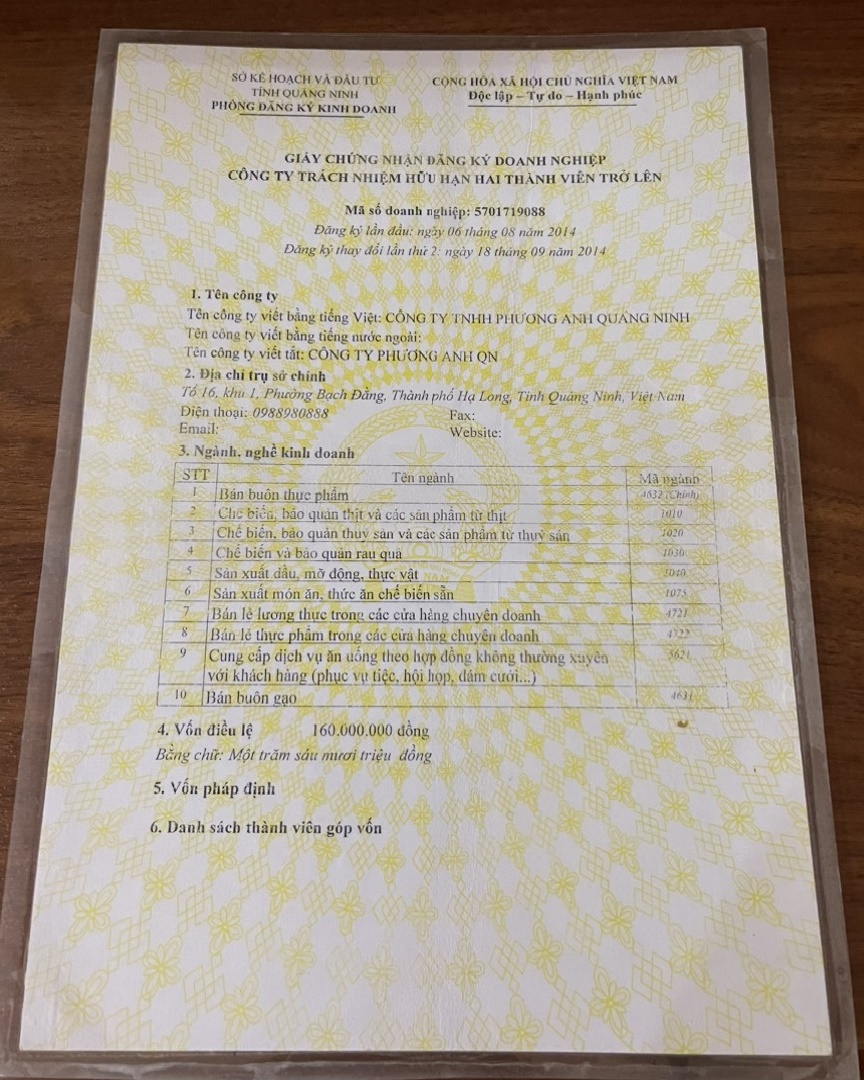 SỞ KẾ HOẠCH VÀ ĐẦU TƯ
TỈNH QUẢNG NINH
PHÒNG ĐĂNG KÝ KINH DOANH
CỘNG HÒA XÃ HỘI CHỦ NGHĨA VIỆT NAM
Độc lập – Tự do – Hạnh phúc
GIẤY CHỨNG NHẬN ĐĂNG KÝ DOANH NGHIỆP
CÔNG TY TRÁCH NHIỆM HỮU HẠN HAI THÀNH VIÊN TRỞ LÊN
Mã số doanh nghiệp: 5701719088
Đăng ký lần đầu: ngày 06 tháng 08 năm 2014
Đăng ký thay đổi lần thứ 2: ngày 18 tháng 09 năm 2014
1. Tên công ty
Tên công ty viết bằng tiếng Việt: CÔNG TY TNHH PHƯƠNG ANH QUẢNG NINH
Tên công ty viết bằng tiếng nước ngoài:
Tên công ty viết tắt: CÔNG TY PHƯƠNG ANH QN
2. Địa chỉ trụ sở chính
Tổ 16, khu 1, Phường Bạch Đằng, Thành phố Hạ Long, Tỉnh Quảng Ninh, Việt Nam
Điện thoại: 0988980888 Fax:
Email: Website:
3. Ngành, nghề kinh doanh
STT Tên ngành Mã ngành
1 Bán buôn thực phẩm 4632 (Chính)
2 Chế biến, bảo quản thịt và các sản phẩm từ thịt 1010
3 Chế biến, bảo quản thuỷ sản và các sản phẩm từ thuỷ sản 1020
4 Chế biến và bảo quản rau quả 1030
5 Sản xuất dầu, mỡ động, thực vật 1040
6 Sản xuất món ăn, thức ăn chế biến sẵn 1075
7 Bán lẻ lương thực trong các cửa hàng chuyên doanh 4721
8 Bán lẻ thực phẩm trong các cửa hàng chuyên doanh 4722
9 Cung cấp dịch vụ ăn uống theo hợp đồng không thường xuyên 5621
với khách hàng (phục vụ tiệc, hội họp, đám cưới...)
10 Bán buôn gạo 4631
4. Vốn điều lệ 160.000.000 đồng
Bằng chữ: Một trăm sáu mươi triệu đồng
5. Vốn pháp định
6. Danh sách thành viên góp vốn